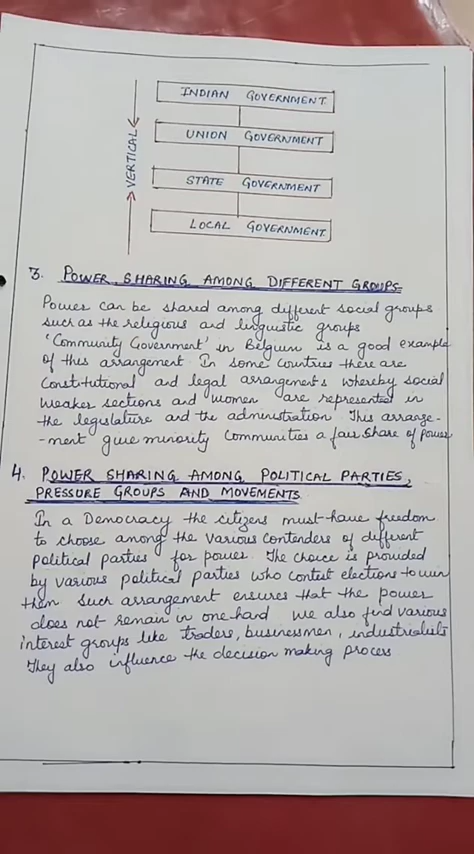 INDIAN GOVERNMENT
UNION GOVERNMENT
STATE GOVERNMENT
LOCAL GOVERNMENT
VERTICAL
3. POWER SHARING AMONG DIFFERENT GROUPS
Power can be shared among different social groups
such as the religious and linguistic groups
'Community Government' in Belgium is a good example
of this arrangement. In some countries there are
Constitutional and legal arrangements whereby social
weaker sections and women are represented in
the legislature and the administration. This arrange-
-ment give minority communities a fair share of power
4. POWER SHARING AMONG POLITICAL PARTIES,
PRESSURE GROUPS AND MOVEMENTS
In a Democracy the citizens must have freedom
to choose among the various contenders of different
political parties for power. The choice is provided
by various political parties who contest elections to win
them Such arrangement ensures that the power
does not remain in one hand we also find various
interest groups like traders, businesmen, industrialists
They also influence the decision making process